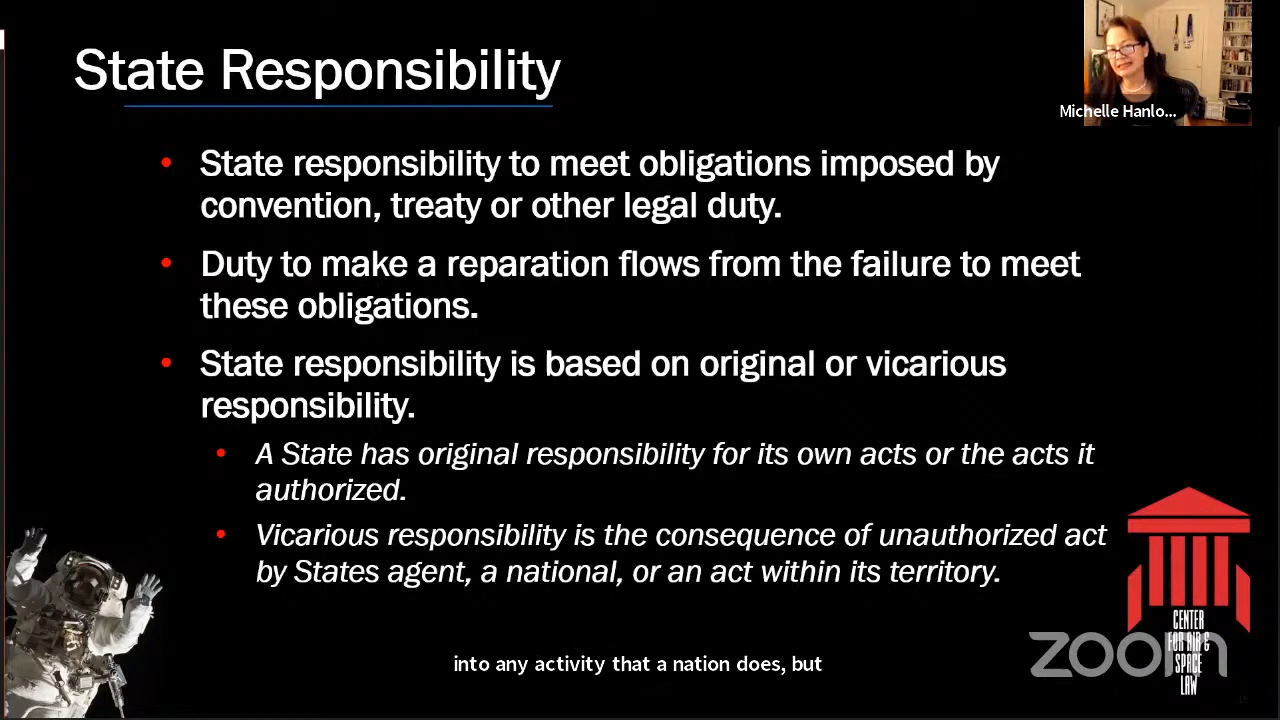 State Responsibility
Michelle Hanlo...
• State responsibility to meet obligations imposed by
convention, treaty or other legal duty.
• Duty to make a reparation flows from the failure to meet
these obligations.
• State responsibility is based on original or vicarious
responsibility.
• A State has original responsibility for its own acts or the acts it
authorized.
• Vicarious responsibility is the consequence of unauthorized act
by States agent, a national, or an act within its territory.
CENTER
FOR AIR &
SPACE
LAW
zoom
into any activity that a nation does, but